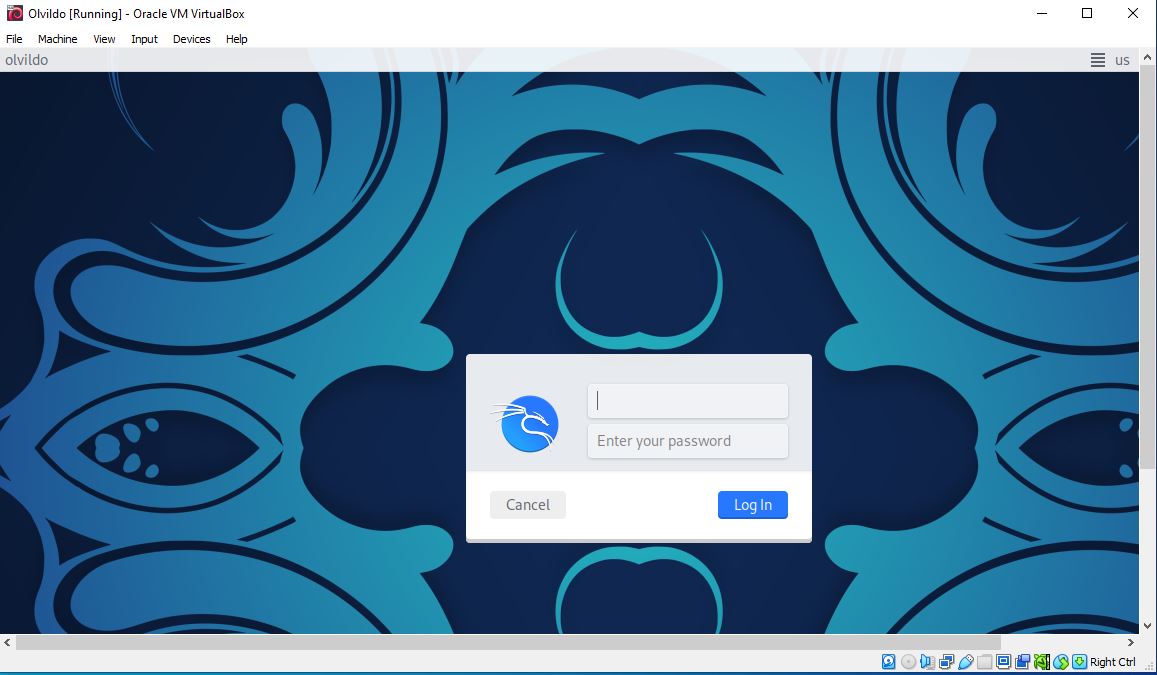 Olvildo [Running] - Oracle VM VirtualBox
File Machine View Input Devices Help
olvildo us
Enter your password
Cancel Log In
Right Ctrl